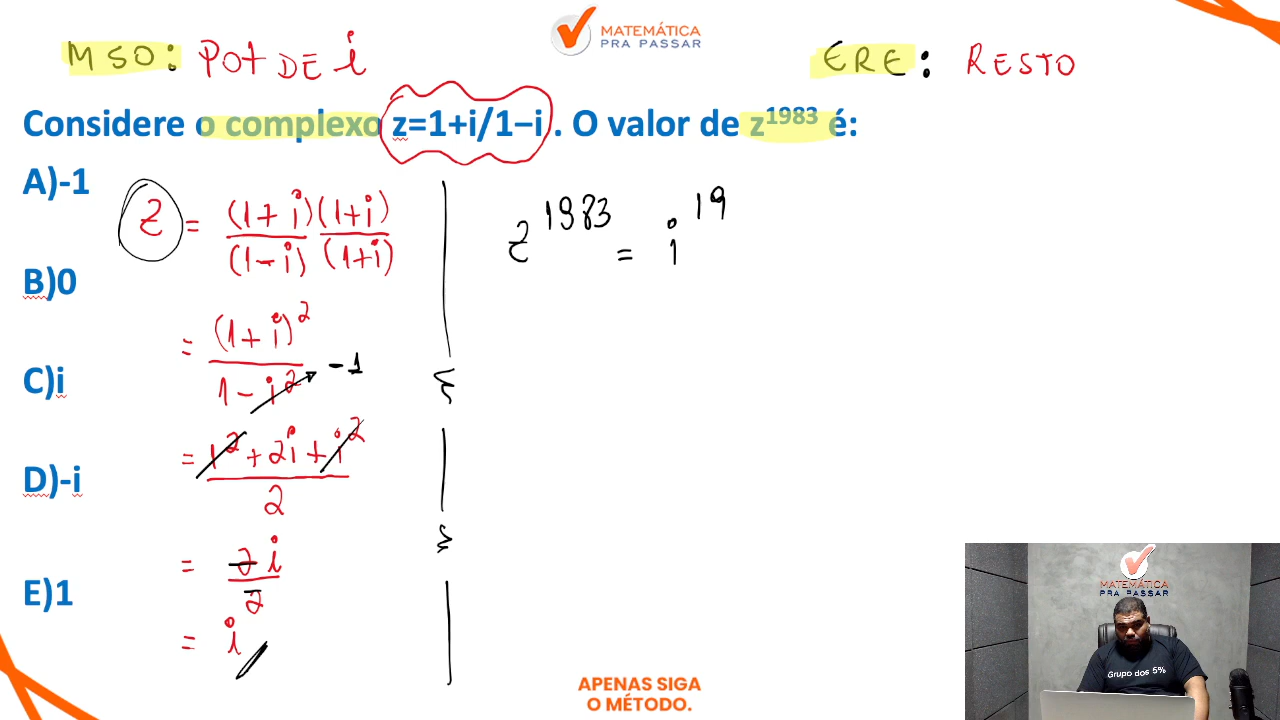 MATEMÁTICA
PRA PASSAR
MSO: POT DE i
ERE: RESTO
Considere o complexo z=1+i/1−i . O valor de z¹⁹⁸³ é:
A)-1
B)0
C)i
D)-i
E)1
z = (1+i)(1+i) / (1-i)(1+i)
= (1+i)² / 1-i² -1
= 1²+2i+i² / 2
= 2i / 2
= i
z¹⁹⁸³ = i¹⁹
MATEMÁTICA
PRA PASSAR
Grupo dos 5%
APENAS SIGA
O MÉTODO.